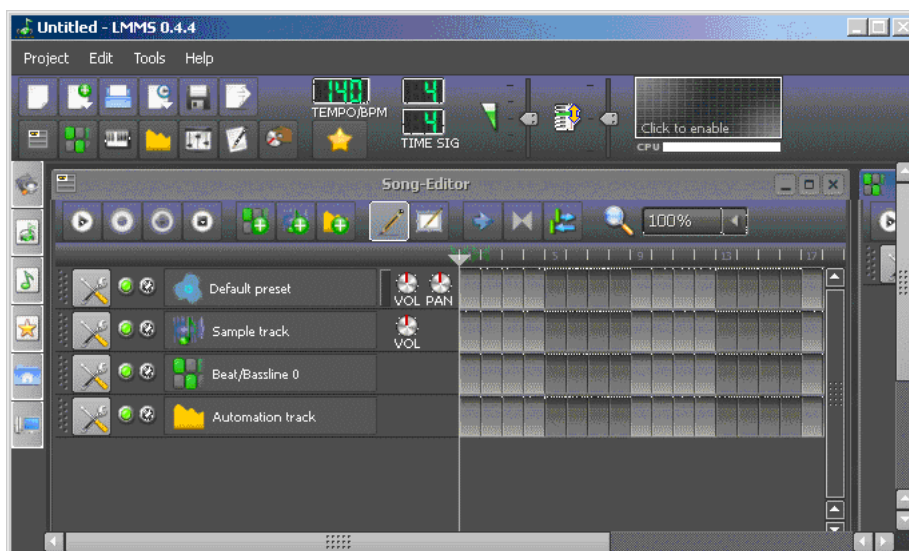 Untitled - LMMS 0.4.4
Project Edit Tools Help
140
TEMPO/BPM
4
4
TIME SIG
Click to enable
CPU
Song-Editor
100%
5 9 13 17
Default preset
VOL PAN
Sample track
VOL
Beat/Bassline 0
Automation track